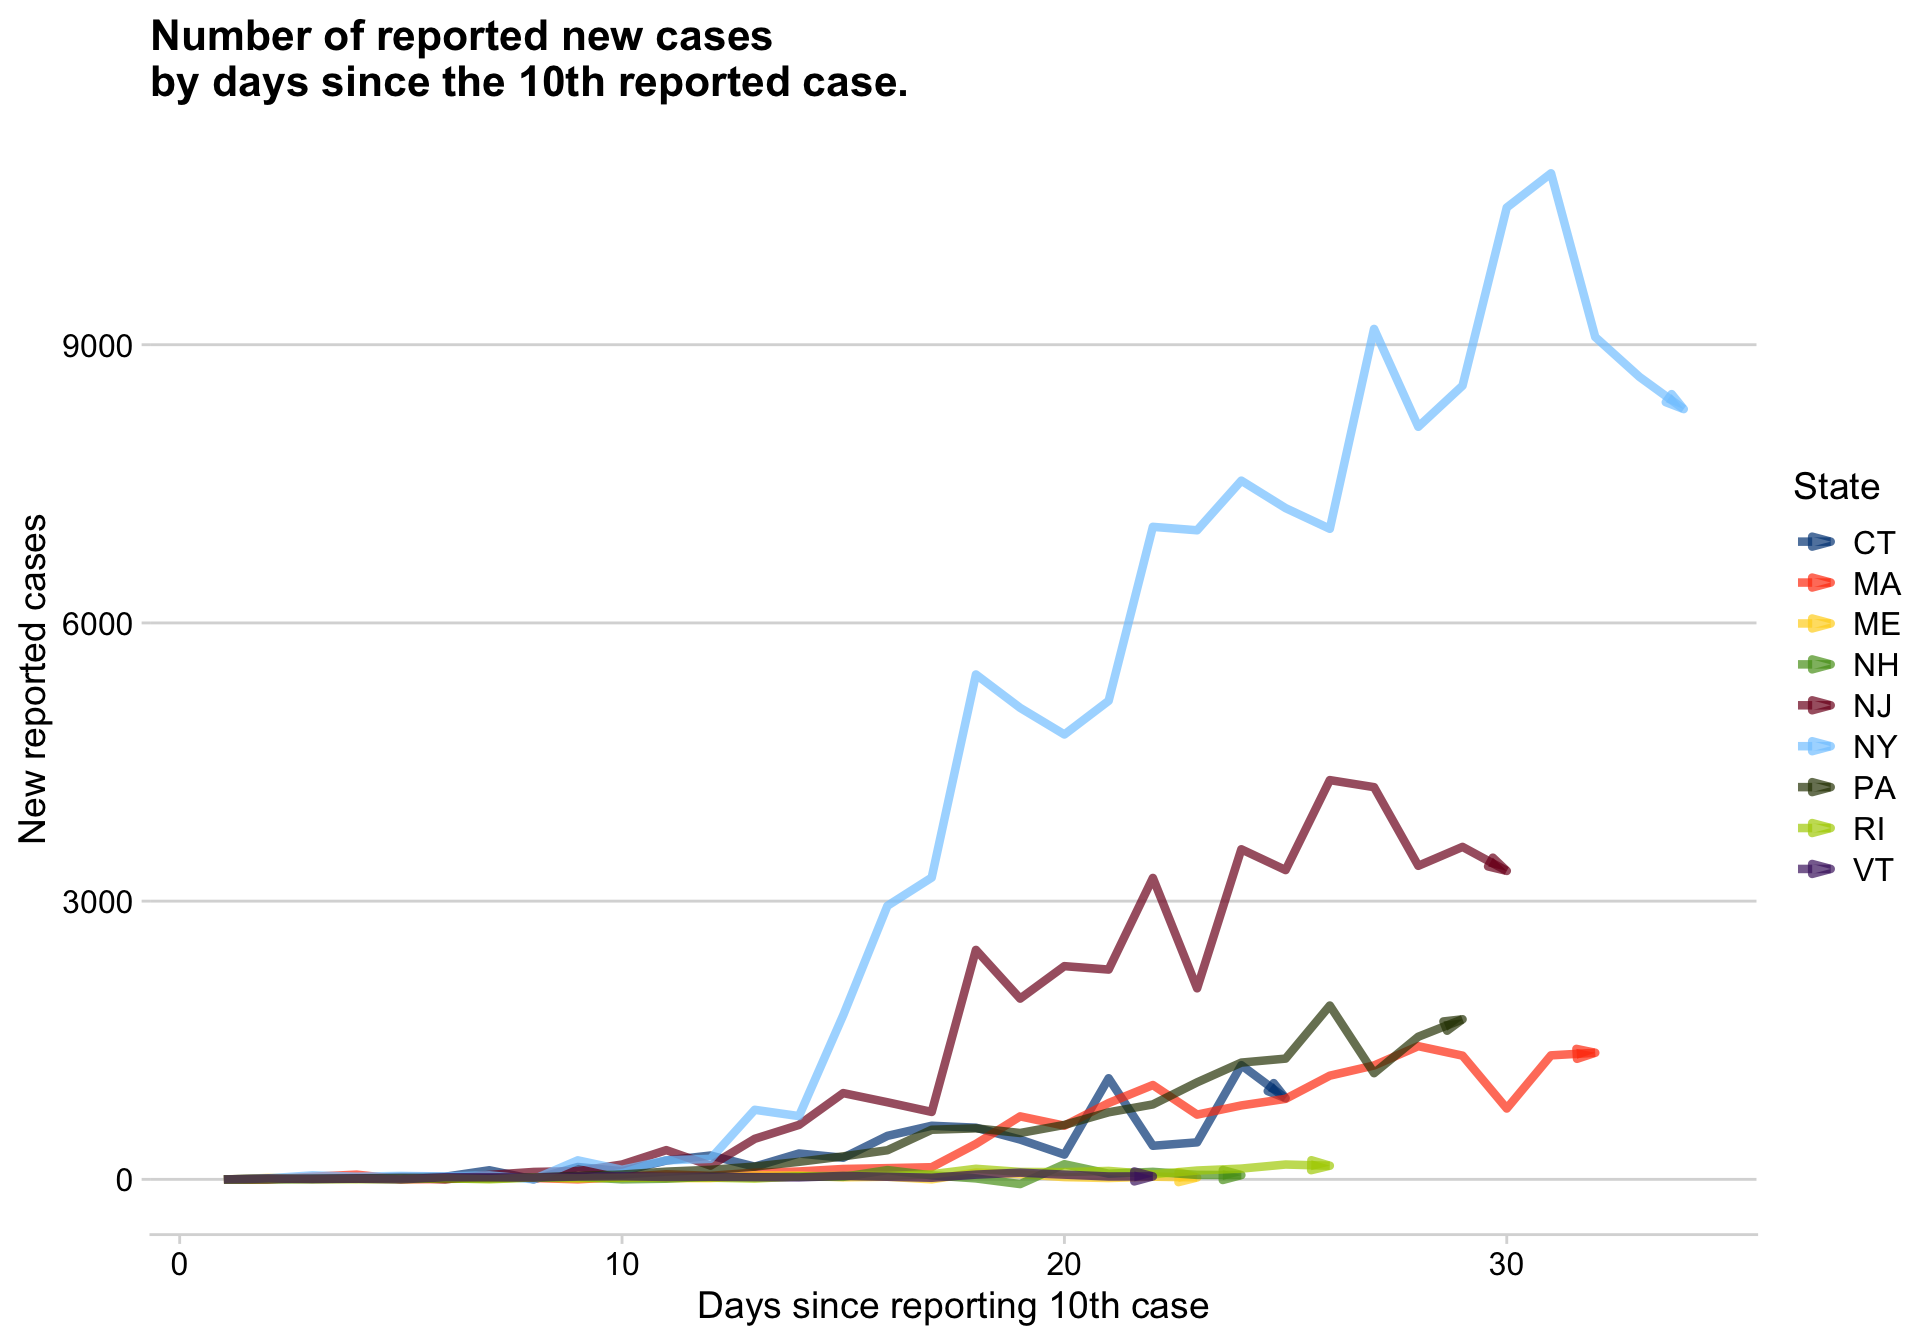 Number of reported new cases
by days since the 10th reported case.
New reported cases
9000
6000
3000
0
0 10 20 30
Days since reporting 10th case
State
CT
MA
ME
NH
NJ
NY
PA
RI
VT